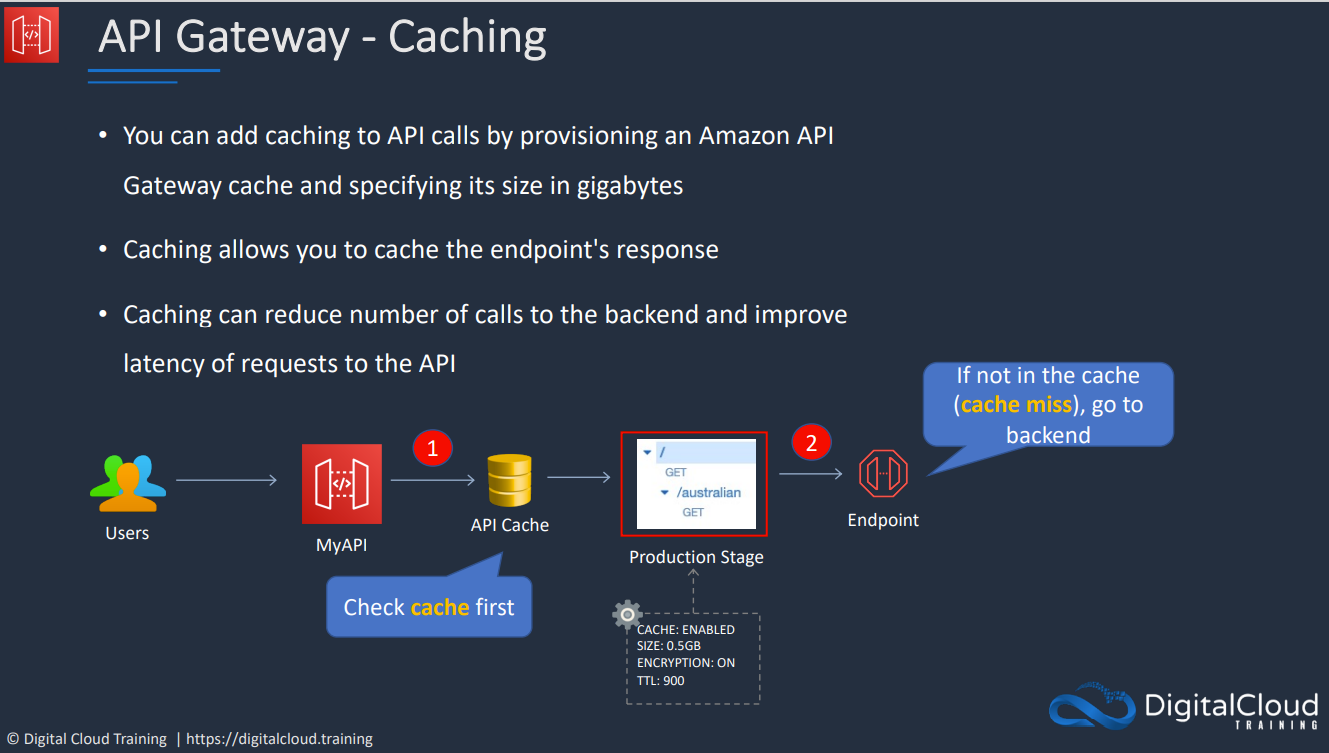 API Gateway - Caching
• You can add caching to API calls by provisioning an Amazon API
Gateway cache and specifying its size in gigabytes
• Caching allows you to cache the endpoint's response
• Caching can reduce number of calls to the backend and improve
latency of requests to the API
If not in the cache
(cache miss), go to
backend
1
2
/
GET
/australian
GET
Users
MyAPI
API Cache
Production Stage
Endpoint
Check cache first
CACHE: ENABLED
SIZE: 0.5GB
ENCRYPTION: ON
TTL: 900
DigitalCloud
TRAINING
© Digital Cloud Training | https://digitalcloud.training